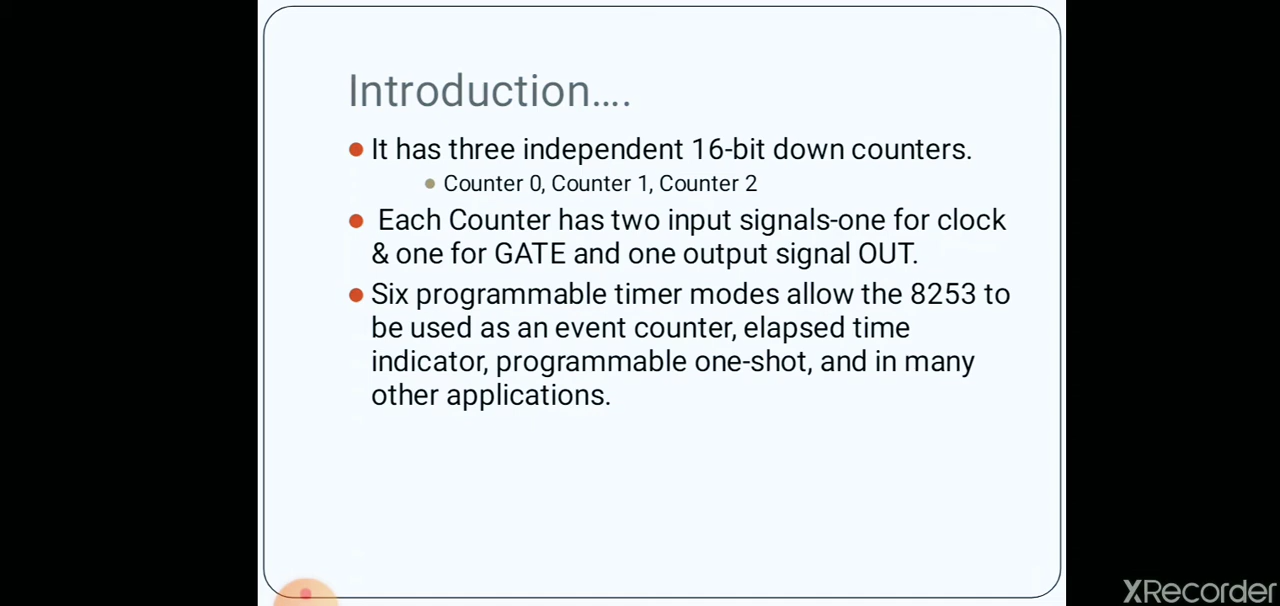 Introduction....
It has three independent 16-bit down counters.
Counter 0, Counter 1, Counter 2
Each Counter has two input signals-one for clock
& one for GATE and one output signal OUT.
Six programmable timer modes allow the 8253 to
be used as an event counter, elapsed time
indicator, programmable one-shot, and in many
other applications.
XRecorder